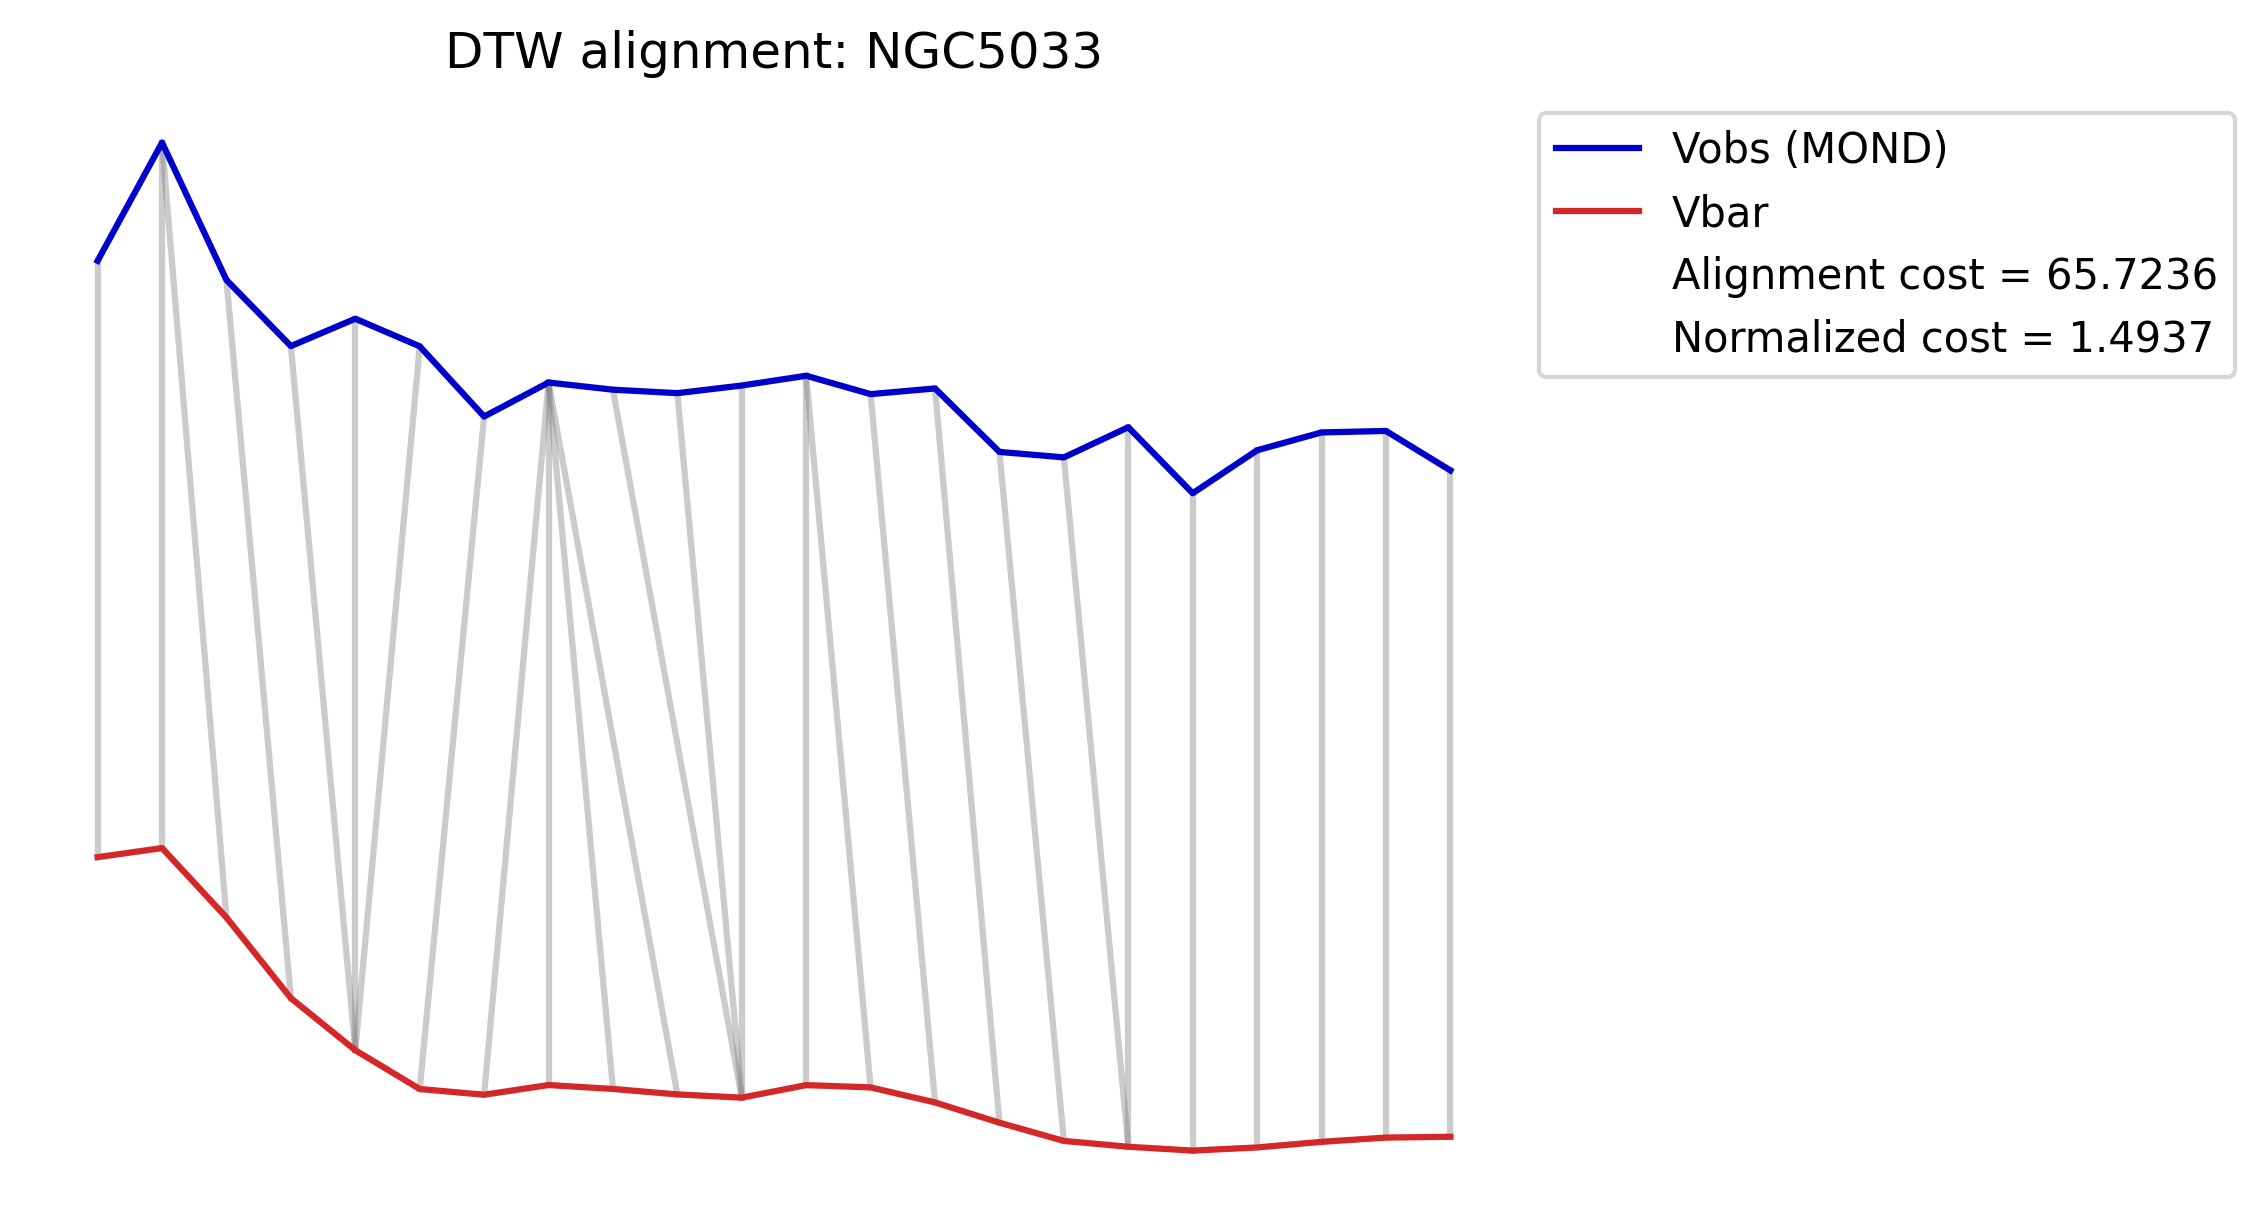 DTW alignment: NGC5033
Vobs (MOND)
Vbar
Alignment cost = 65.7236
Normalized cost = 1.4937